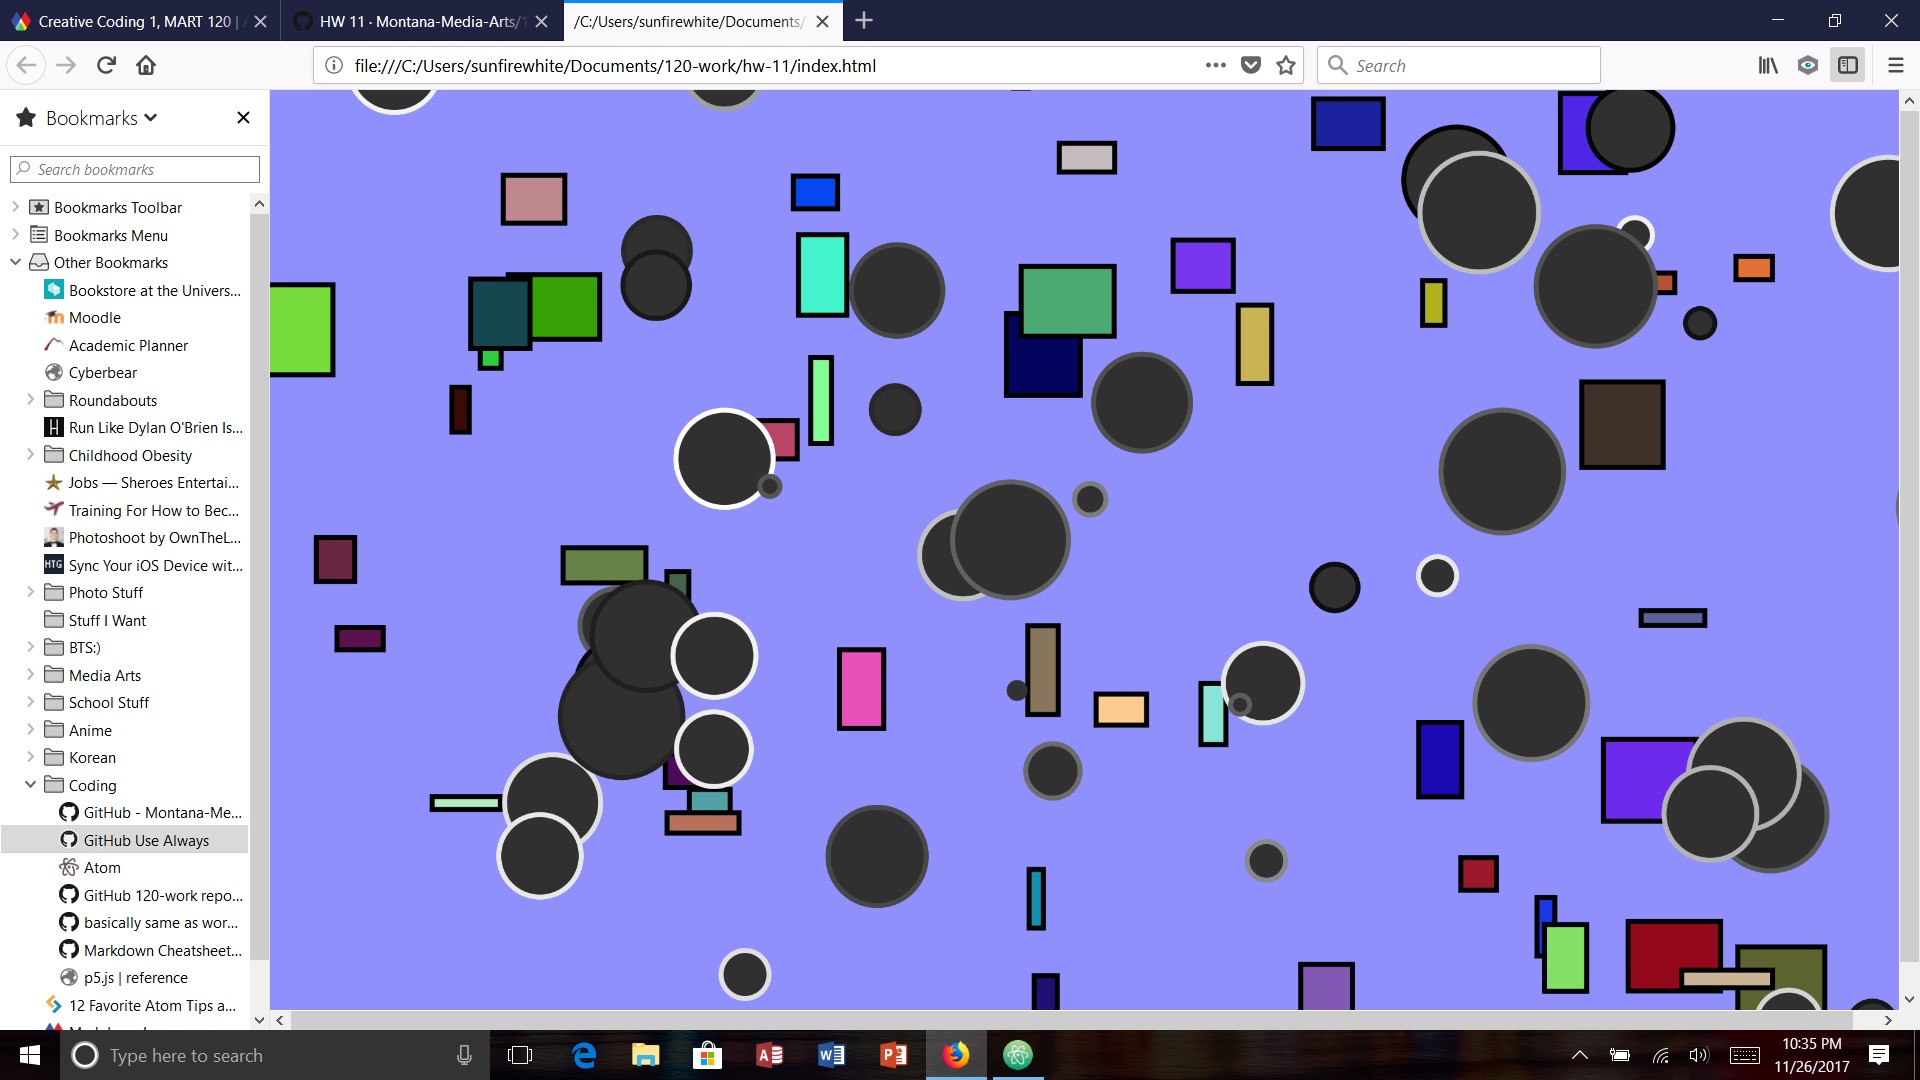 Creative Coding 1, MART 120 |
HW 11 · Montana-Media-Arts/1
/C:/Users/sunfirewhite/Documents/
file:///C:/Users/sunfirewhite/Documents/120-work/hw-11/index.html
Search
Bookmarks
Search bookmarks
Bookmarks Toolbar
Bookmarks Menu
Other Bookmarks
Bookstore at the Univers...
Moodle
Academic Planner
Cyberbear
Roundabouts
H Run Like Dylan O'Brien Is...
Childhood Obesity
Jobs — Sheroes Entertai...
Training For How to Bec...
Photoshoot by OwnTheL...
HTG Sync Your iOS Device wit...
Photo Stuff
Stuff I Want
BTS:)
Media Arts
School Stuff
Anime
Korean
Coding
GitHub - Montana-Me...
GitHub Use Always
Atom
GitHub 120-work repo...
basically same as wor...
Markdown Cheatsheet...
p5.js | reference
12 Favorite Atom Tips a...
Type here to search
10:35 PM
11/26/2017